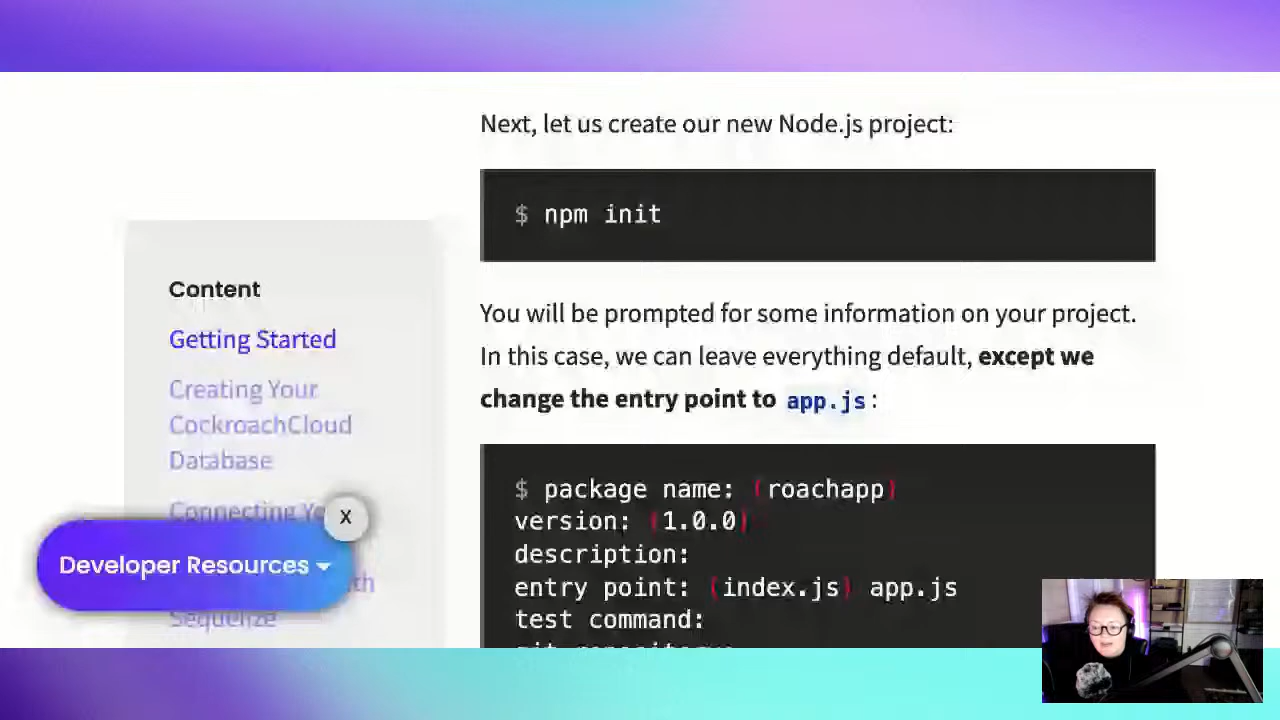 Next, let us create our new Node.js project:
$ npm init
Content
Getting Started
Creating Your
CockroachCloud
Database
Connecting
X
Developer Resources
Sequelize
You will be prompted for some information on your project.
In this case, we can leave everything default, except we
change the entry point to app.js:
$ package name: (roachapp)
version: (1.0.0)
description:
entry point: (index.js) app.js
test command: